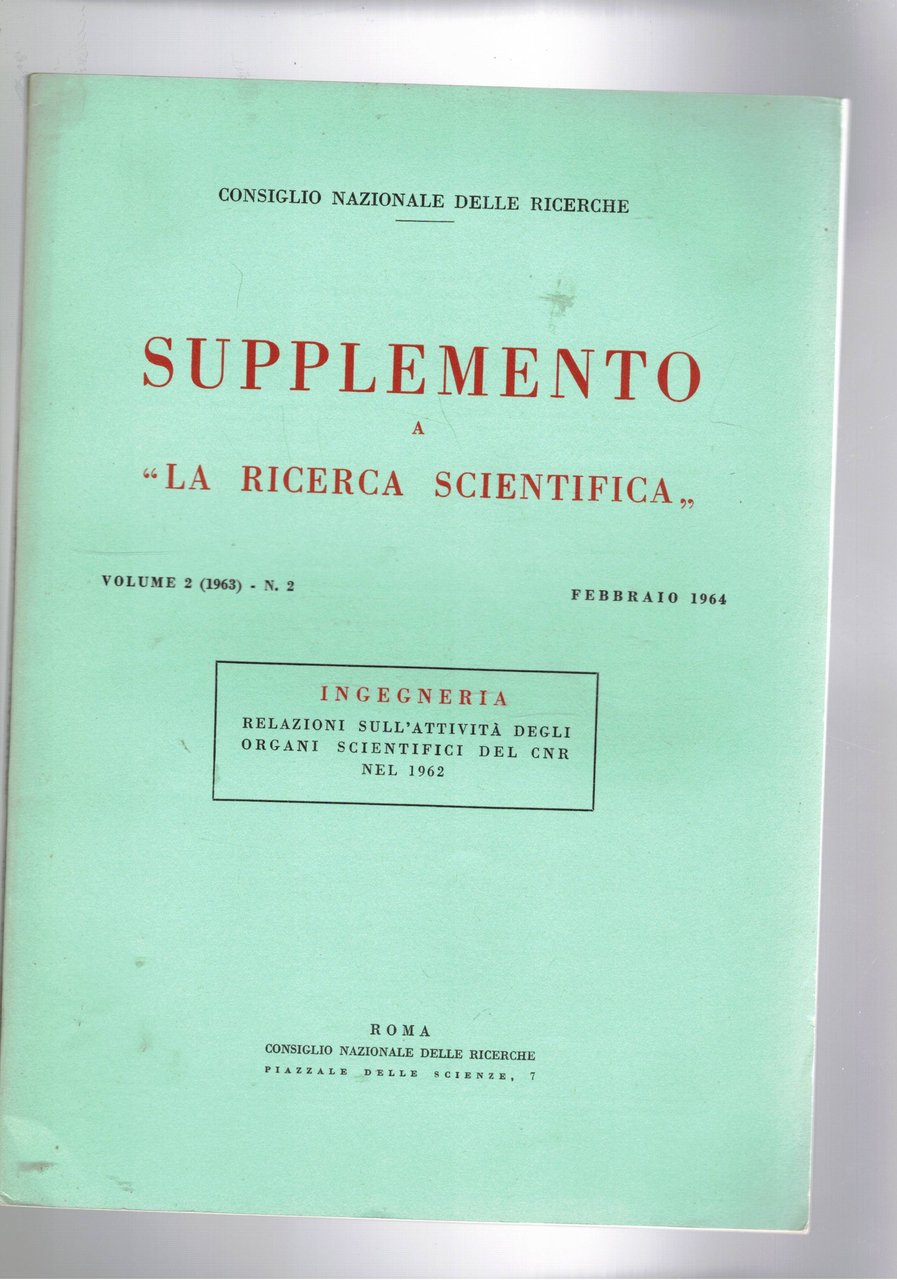 CONSIGLIO NAZIONALE DELLE RICERCHE
SUPPLEMENTO
A
“LA RICERCA SCIENTIFICA„
VOLUME 2 (1963) - N. 2
FEBBRAIO 1964
INGEGNERIA
RELAZIONI SULL'ATTIVITÀ DEGLI
ORGANI SCIENTIFICI DEL CNR
NEL 1962
ROMA
CONSIGLIO NAZIONALE DELLE RICERCHE
PIAZZALE DELLE SCIENZE, 7